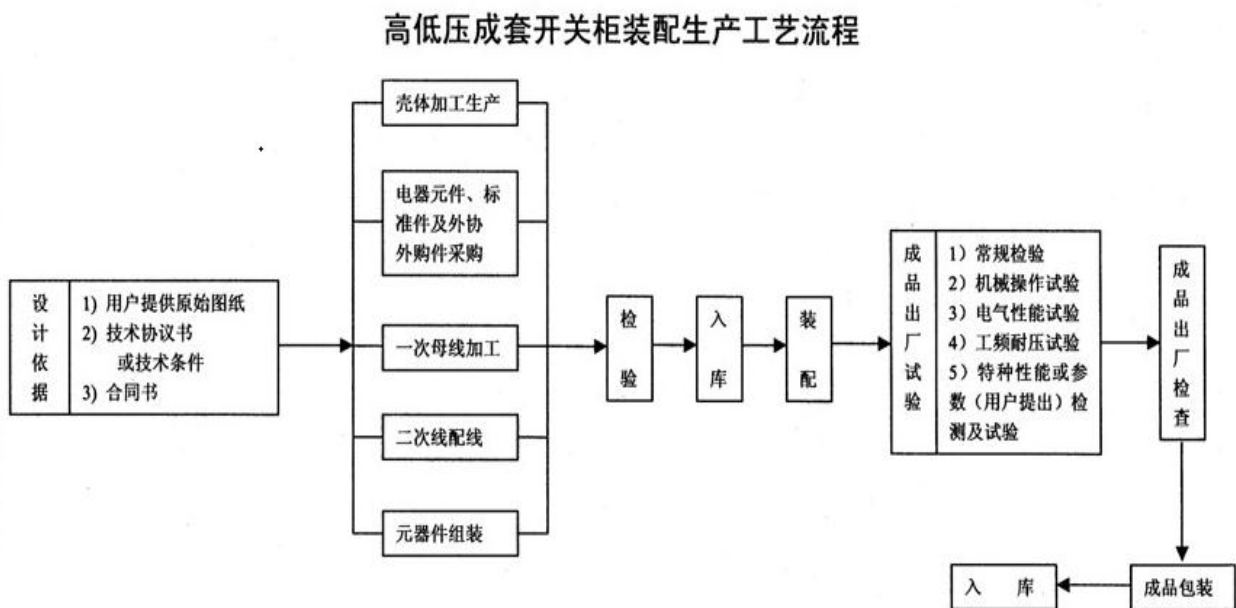 高低压成套开关柜装配生产工艺流程
设计依据
1) 用户提供原始图纸
2) 技术协议书
或技术条件
3) 合同书
壳体加工生产
电器元件、标
准件及外协
外购件采购
一次母线加工
二次线配线
元器件组装
检验
入库
装配
成品出厂试验
1）常规检验
2）机械操作试验
3）电气性能试验
4）工频耐压试验
5）特种性能或参
数（用户提出）检
测及试验
成品出厂检查
成品包装
入 库